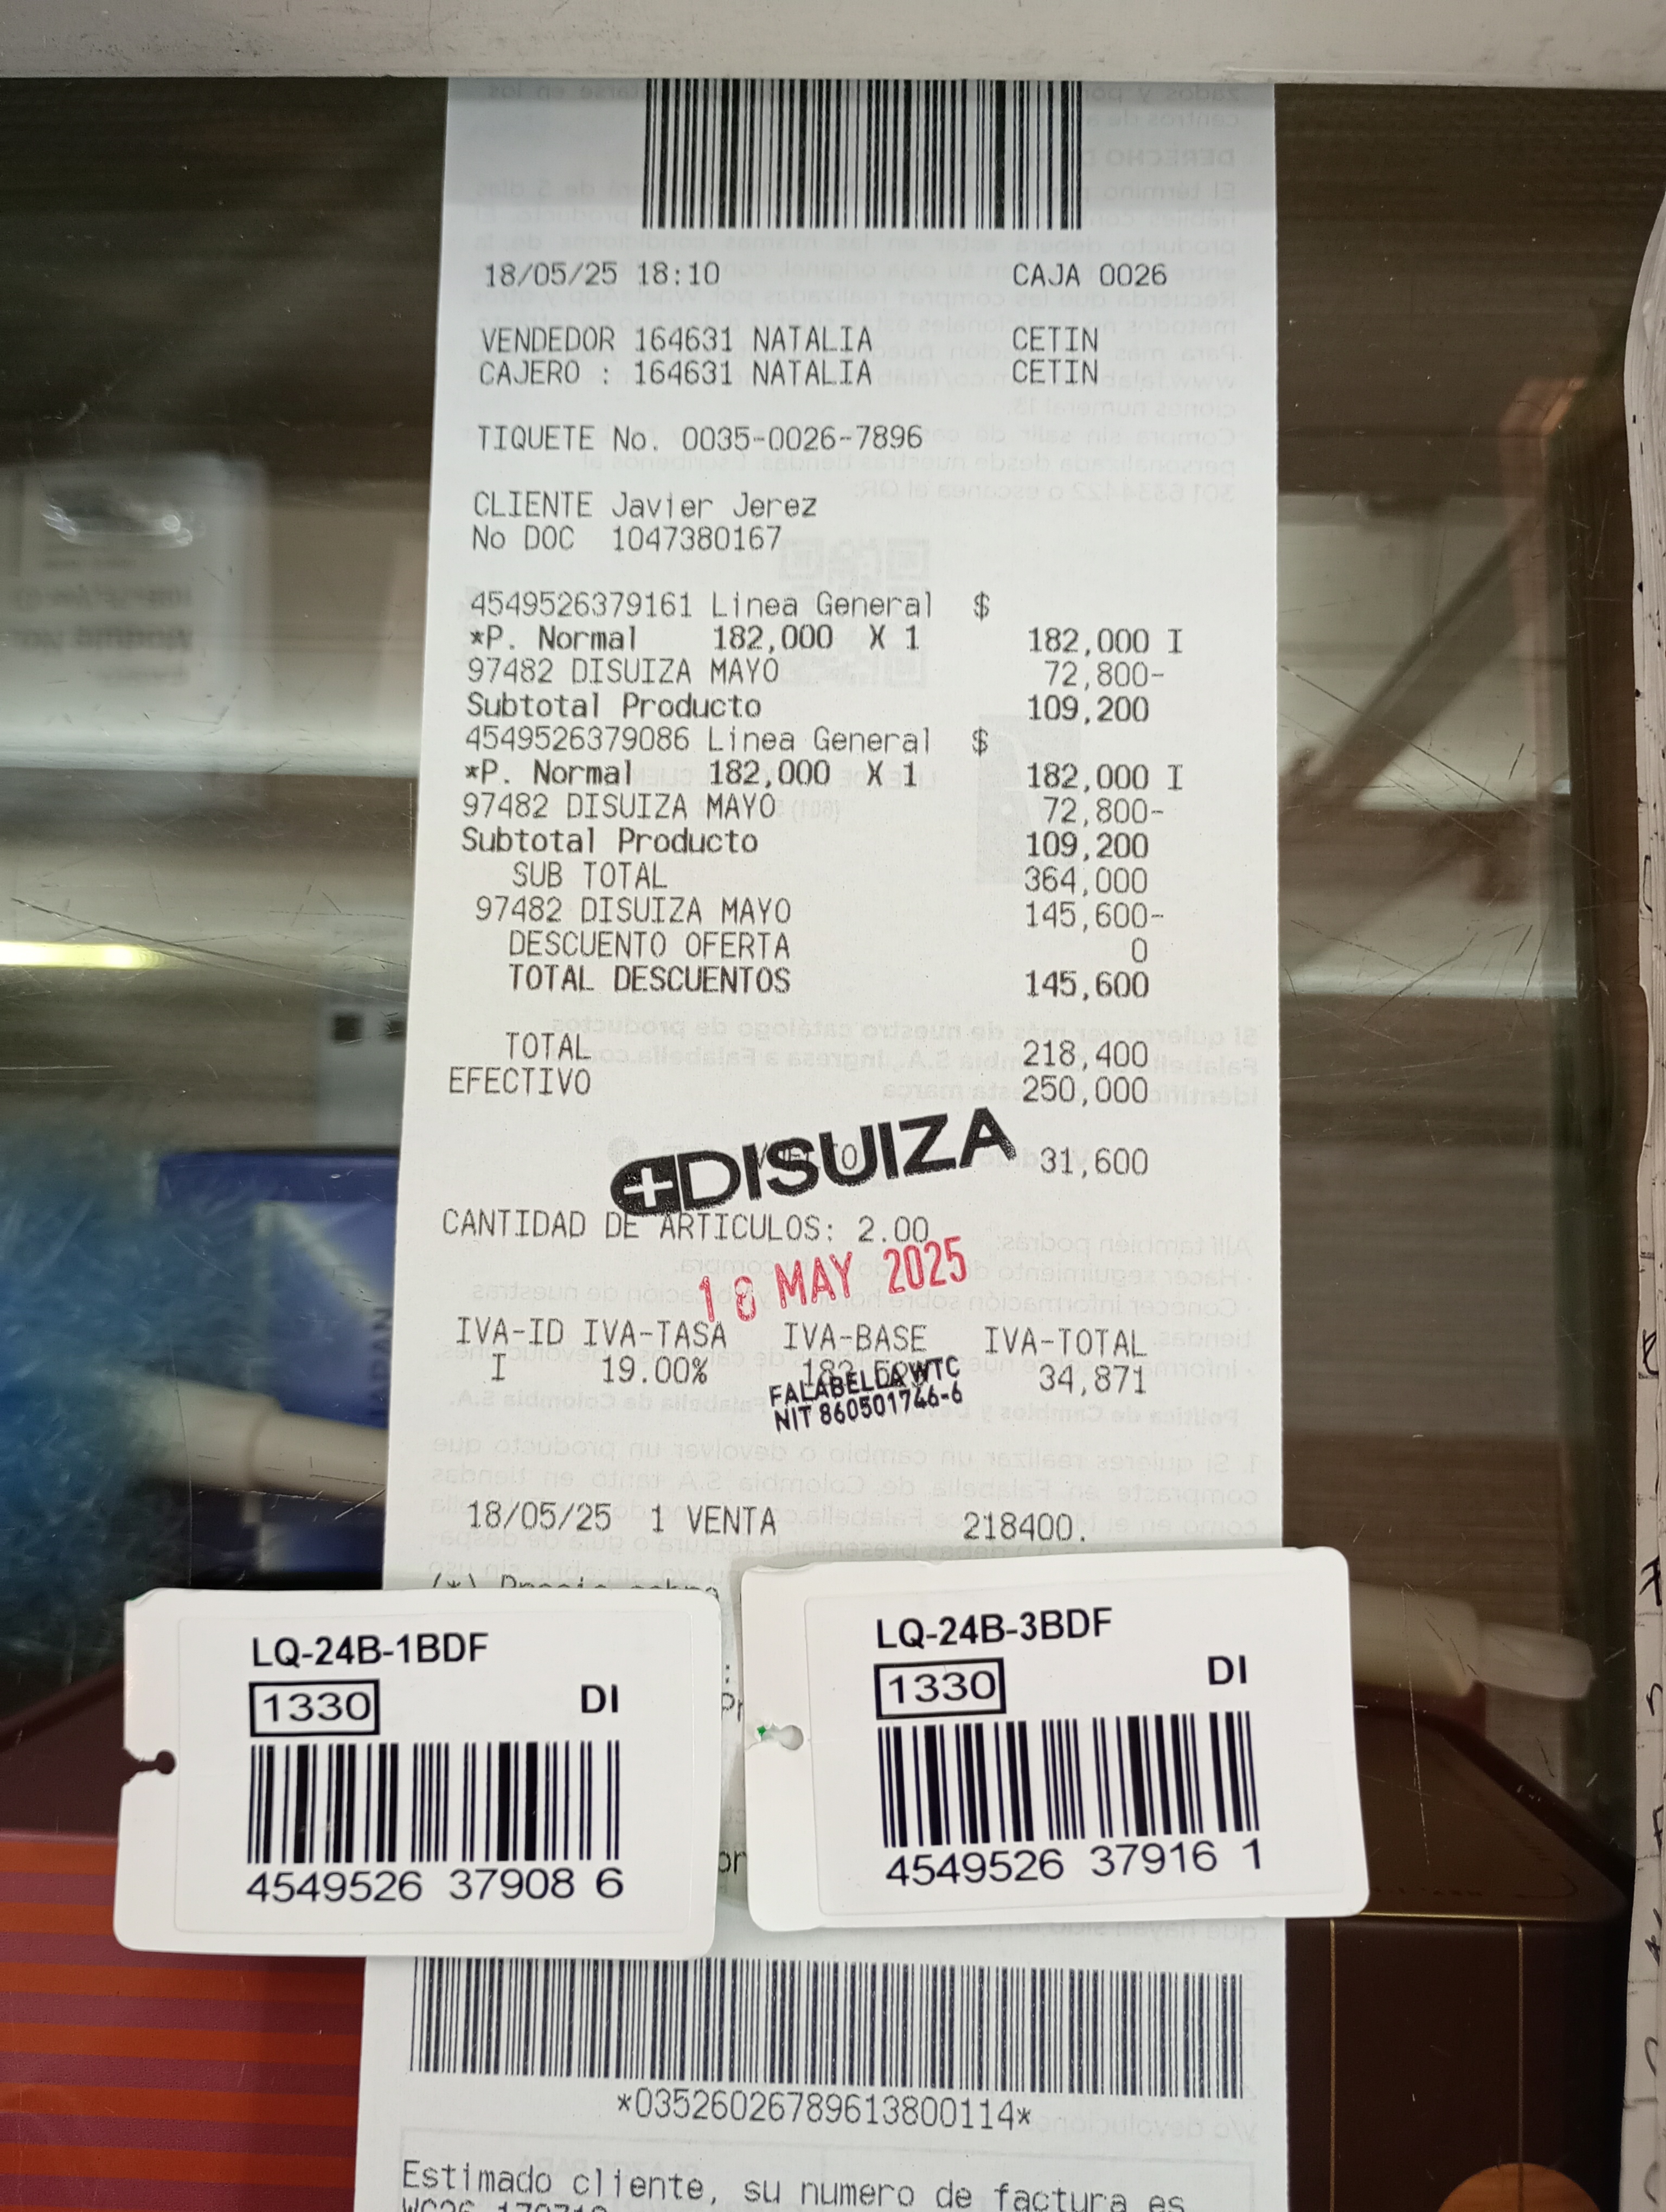 18/05/25 18:10 CAJA 0026
VENDEDOR 164631 NATALIA CETIN
CAJERO : 164631 NATALIA CETIN
TIQUETE No. 0035-0026-7896
CLIENTE Javier Jerez
No DOC 1047380167
4549526379161 Linea General $
*P. Normal 182,000 X 1 182,000 I
97482 DISUIZA MAYO 72,800-
Subtotal Producto 109,200
4549526379086 Linea General $
*P. Normal 182,000 X 1 182,000 I
97482 DISUIZA MAYO 72,800-
Subtotal Producto 109,200
SUB TOTAL 364,000
97482 DISUIZA MAYO 145,600-
DESCUENTO OFERTA 0
TOTAL DESCUENTOS 145,600
TOTAL 218,400
EFECTIVO 250,000
DISUIZA 31,600
CANTIDAD DE ARTICULOS: 2.00
18 MAY 2025
IVA-ID IVA-TASA IVA-BASE IVA-TOTAL
I 19.00% 34,871
FALABELLA WTC
NIT 860501746-6
18/05/25 1 VENTA 218400.
LQ-24B-1BDF
1330 DI
4549526 37908 6
LQ-24B-3BDF
1330 DI
4549526 37916 1
*03526026789613800114*
Estimado cliente, su numero de factura es